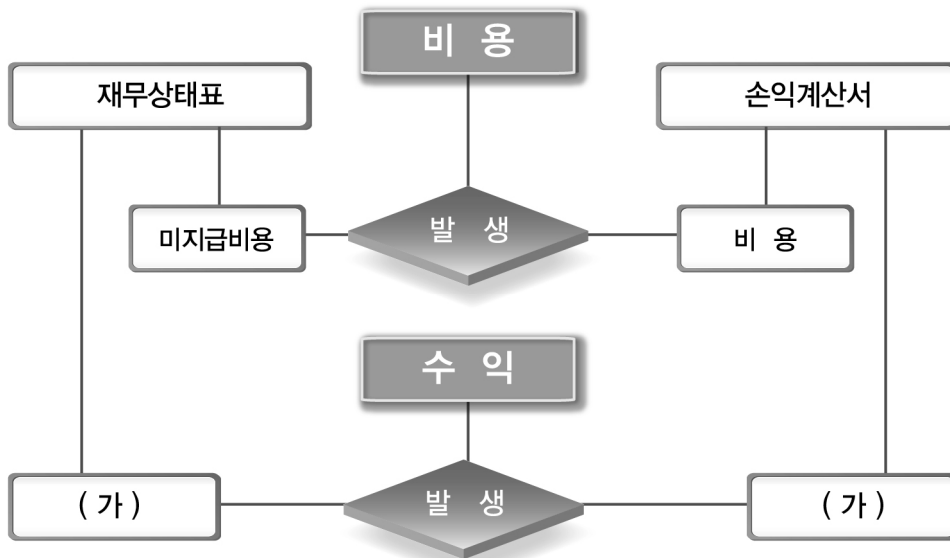 비 용
재무상태표
손익계산서
미지급비용
발 생
비 용
수 익
( 가 )
발 생
( 가 )